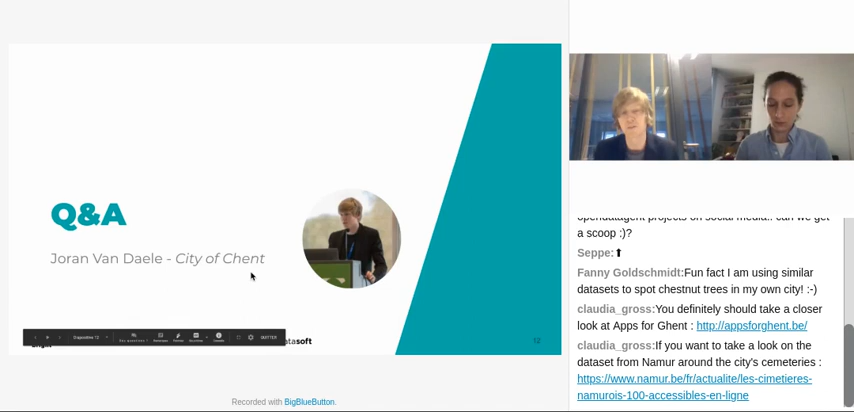 Q&A
Joran Van Daele - City of Chent
Diapositive 12
datasoft
12
Recorded with BigBlueButton.
opendatagent projects on social media.. can we get
a scoop :)?
Seppe:⬆
Fanny Goldschmidt:Fun fact I am using similar
datasets to spot chestnut trees in my own city! :-)
claudia_gross:You definitely should take a closer
look at Apps for Ghent : http://appsforghent.be/
claudia_gross:If you want to take a look on the
dataset from Namur around the city's cemeteries :
https://www.namur.be/fr/actualite/les-cimetieres-
namurois-100-accessibles-en-ligne